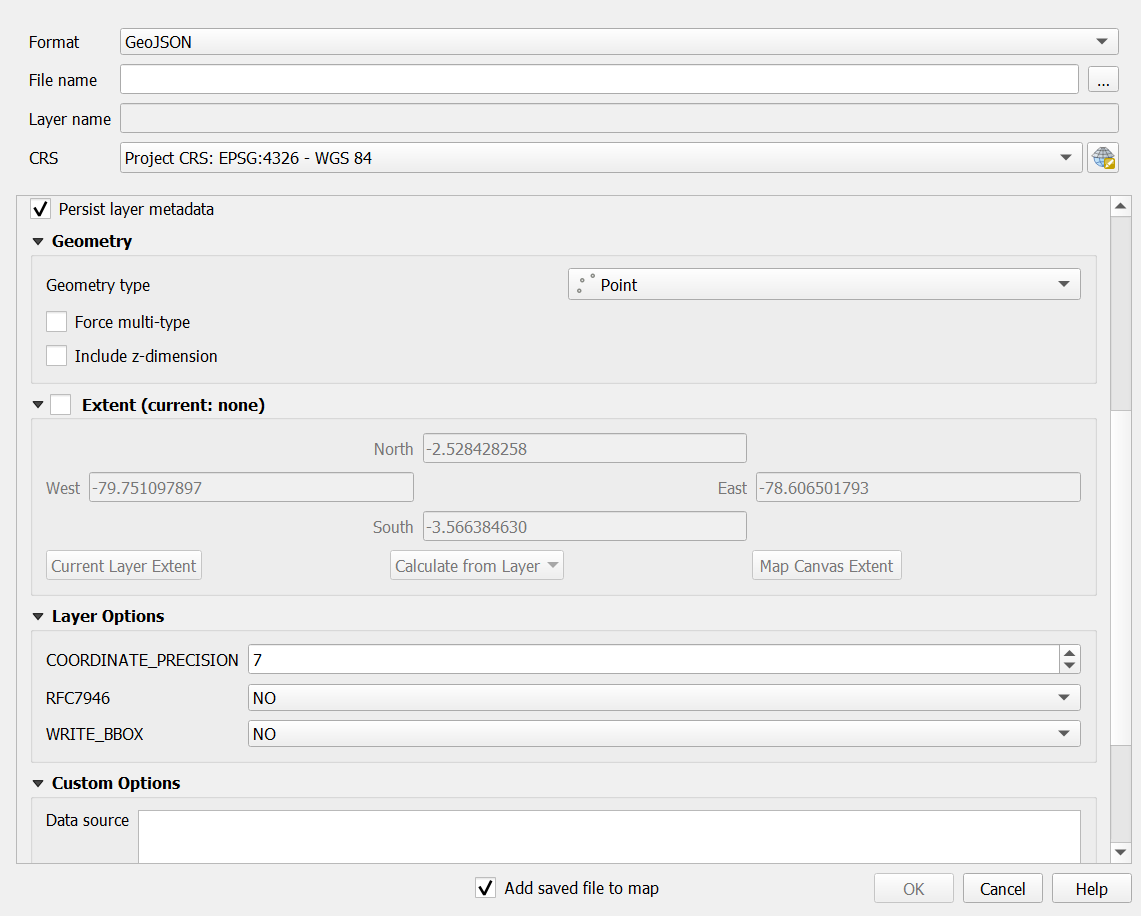 Format GeoJSON
File name ...
Layer name
CRS Project CRS: EPSG:4326 - WGS 84
Persist layer metadata
Geometry
Geometry type Point
Force multi-type
Include z-dimension
Extent (current: none)
North -2.528428258
West -79.751097897 East -78.606501793
South -3.566384630
Current Layer Extent Calculate from Layer Map Canvas Extent
Layer Options
COORDINATE_PRECISION 7
RFC7946 NO
WRITE_BBOX NO
Custom Options
Data source
Add saved file to map OK Cancel Help